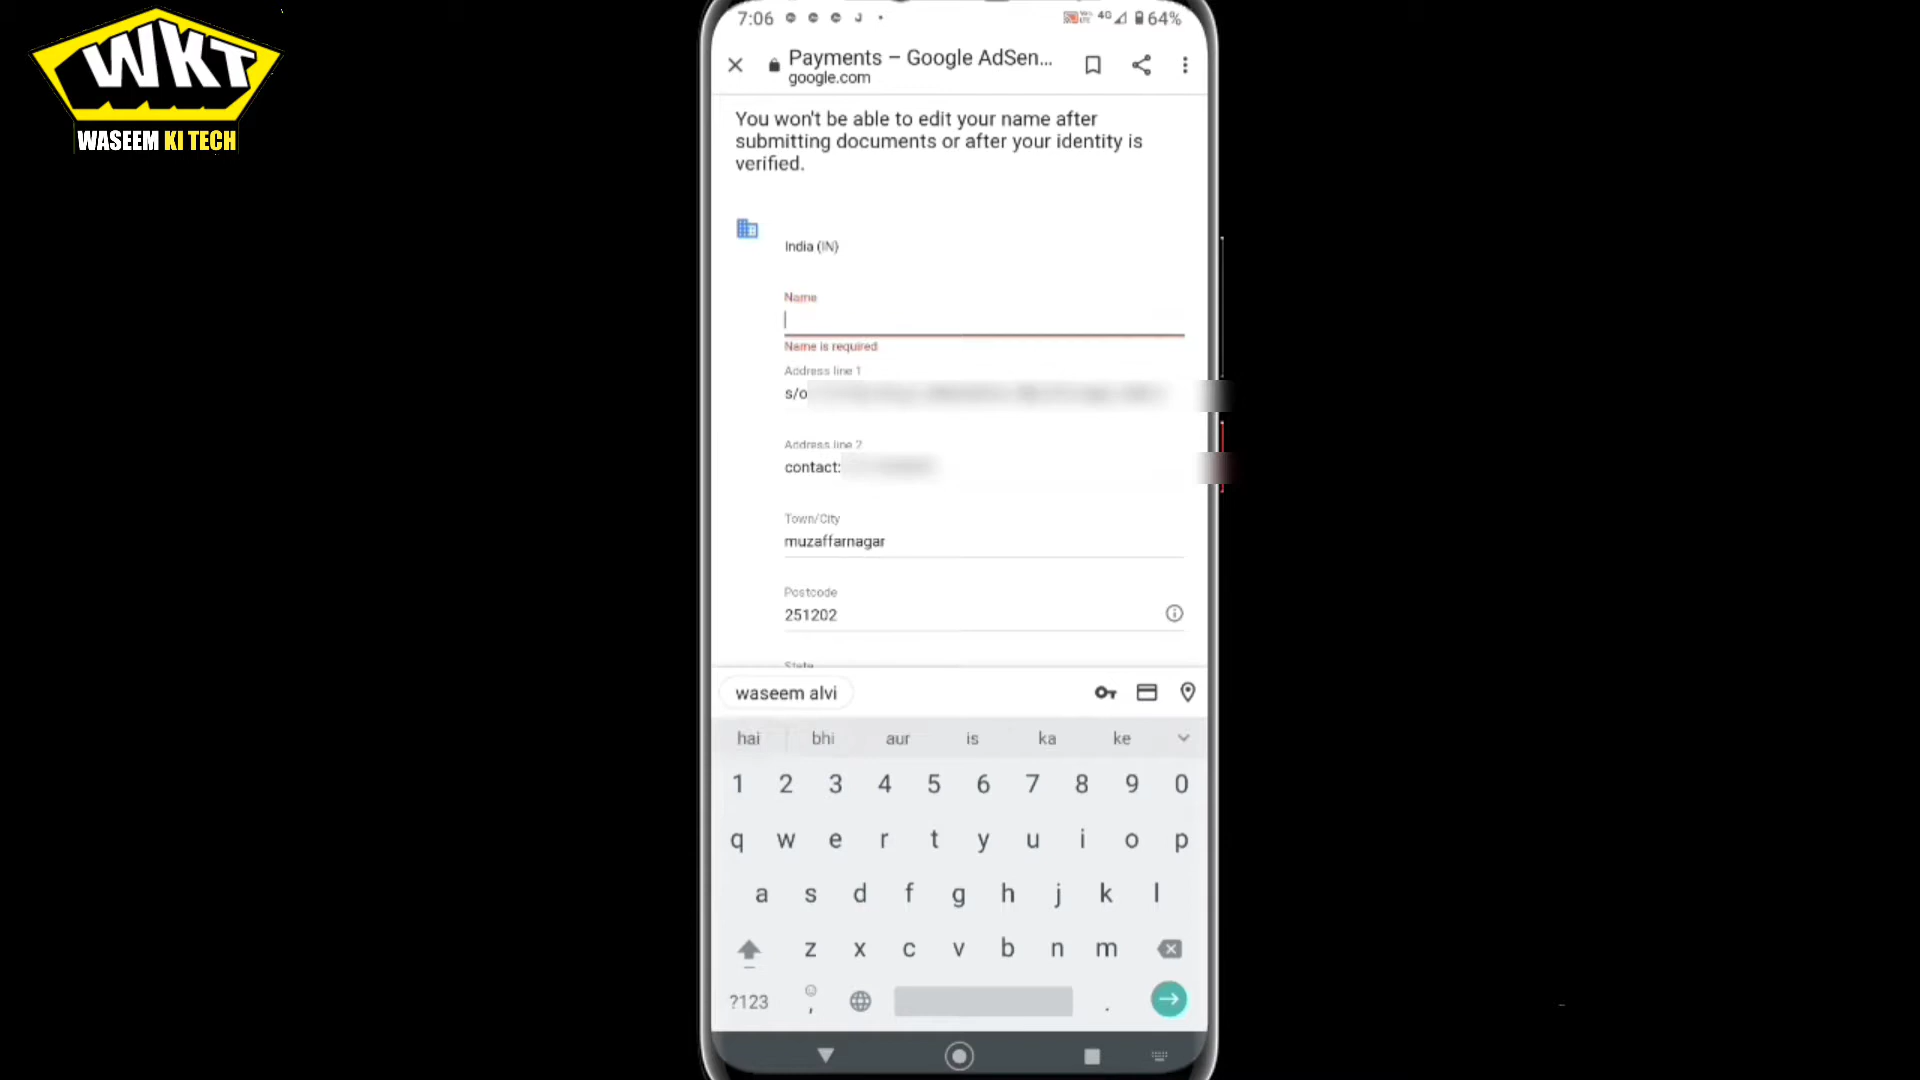 WKT
WASEEM KI TECH
7:06
4G
64%
Payments – Google AdSen...
google.com
You won't be able to edit your name after
submitting documents or after your identity is
verified.
India (IN)
Name
Name is required
Address line 1
s/o
Address line 2
contact:
Town/City
muzaffarnagar
Postcode
251202
State
waseem alvi
hai bhi aur is ka ke
1 2 3 4 5 6 7 8 9 0
q w e r t y u i o p
a s d f g h j k l
z x c v b n m
?123 , .